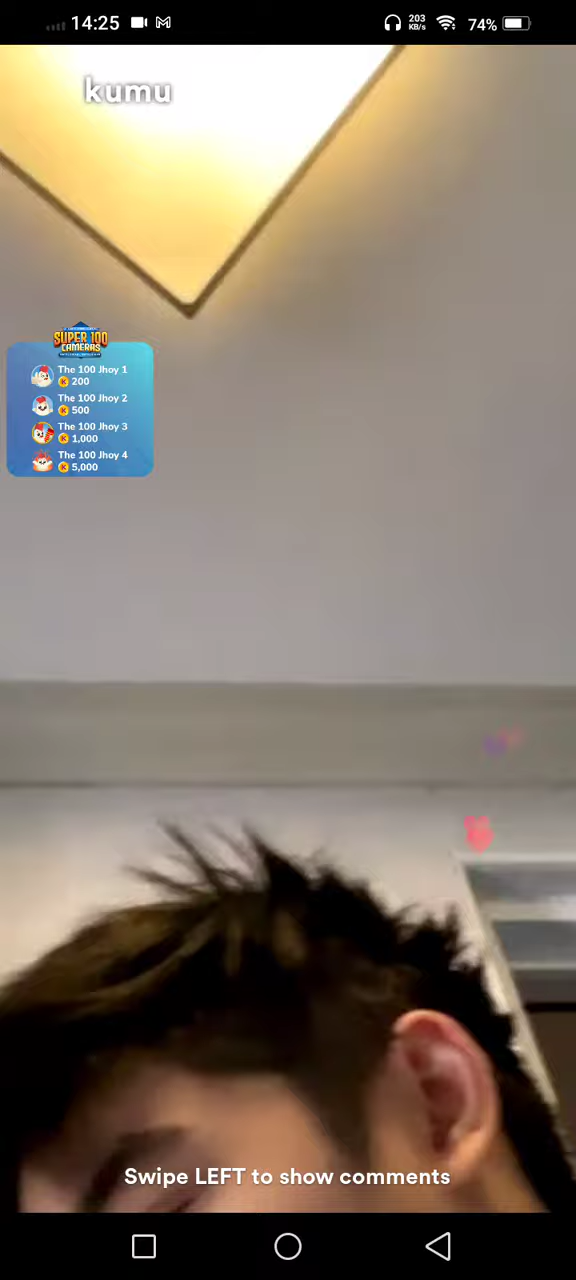 14:25
203
KB/s
74%
kumu
SUPER 100
CAMERAS
The 100 Jhoy 1
K 200
The 100 Jhoy 2
K 500
The 100 Jhoy 3
K 1,000
The 100 Jhoy 4
K 5,000
Swipe LEFT to show comments